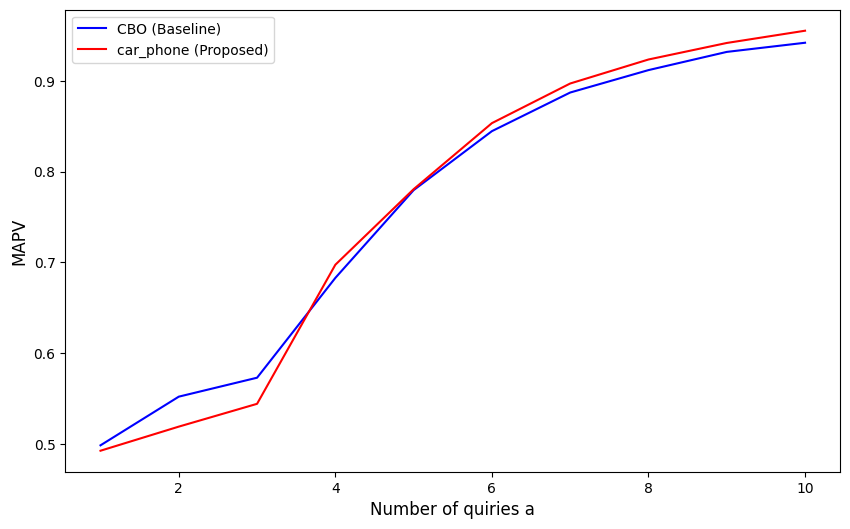 CBO (Baseline)
car_phone (Proposed)
MAPV
0.9
0.8
0.7
0.6
0.5
2 4 6 8 10
Number of quiries a